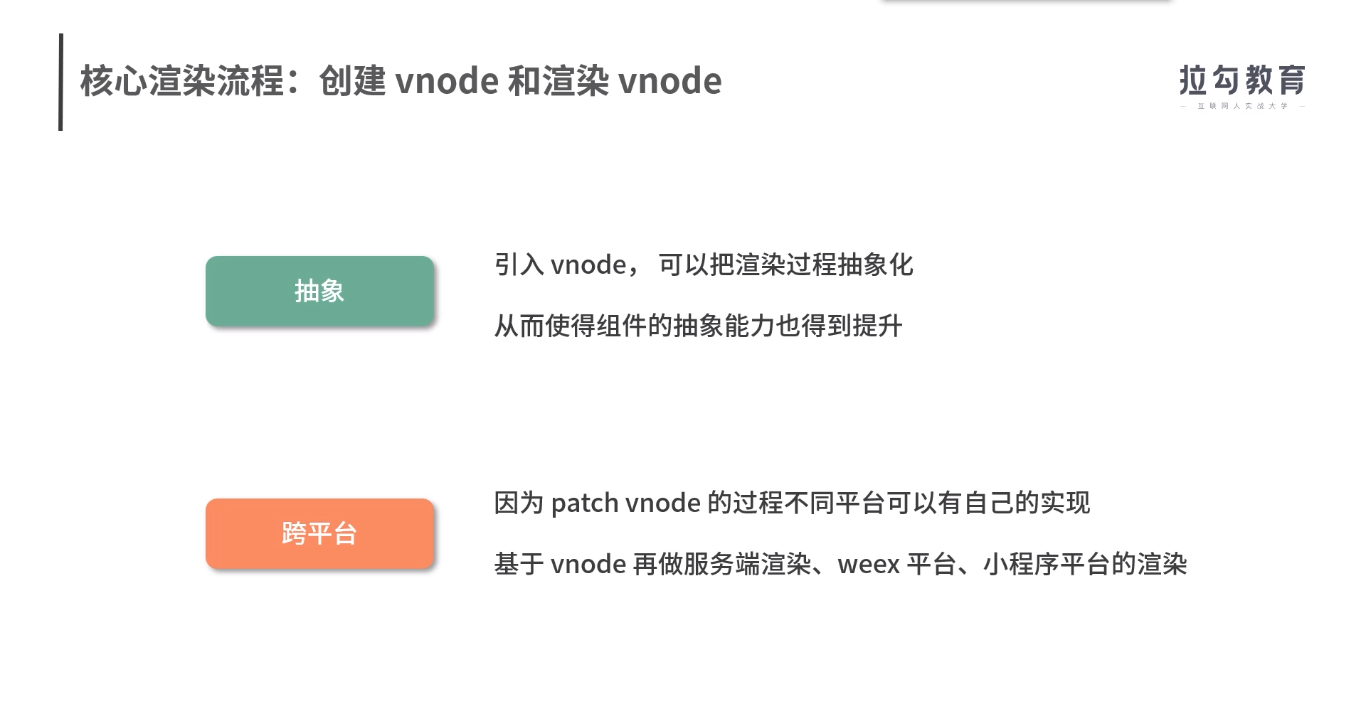 核心渲染流程：创建 vnode 和渲染 vnode
拉勾教育
互联网人实战大学
抽象
引入 vnode， 可以把渲染过程抽象化
从而使得组件的抽象能力也得到提升
跨平台
因为 patch vnode 的过程不同平台可以有自己的实现
基于 vnode 再做服务端渲染、weex 平台、小程序平台的渲染